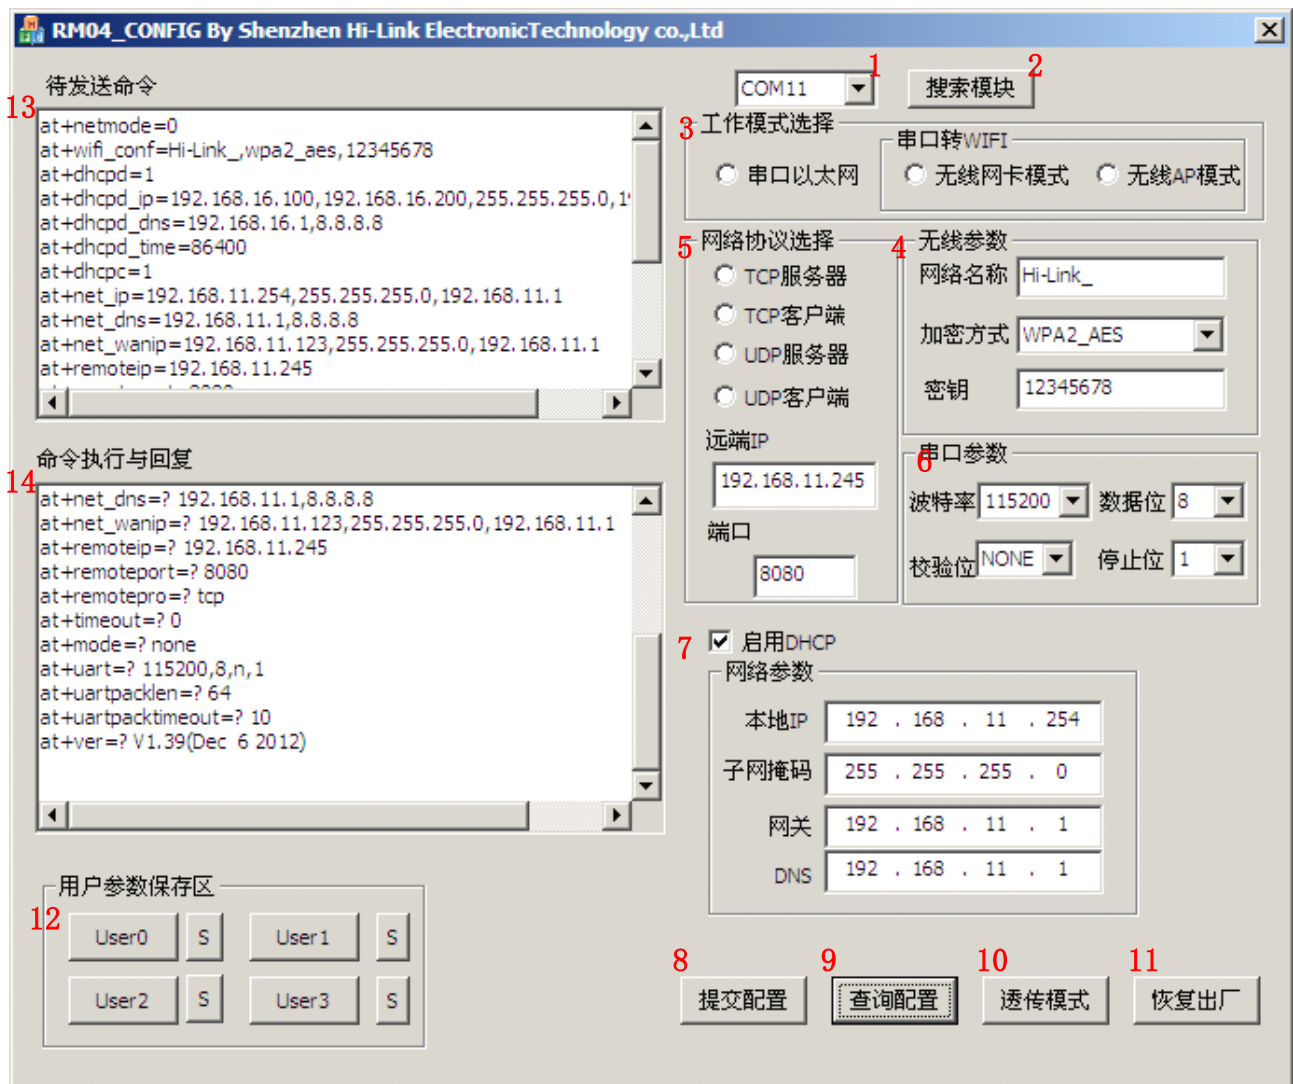 RM04_CONFIG By Shenzhen Hi-Link ElectronicTechnology co.,Ltd
待发送命令
13
at+netmode=0
at+wifi_conf=Hi-Link_,wpa2_aes,12345678
at+dhcpd=1
at+dhcpd_ip=192.168.16.100,192.168.16.200,255.255.255.0,1
at+dhcpd_dns=192.168.16.1,8.8.8.8
at+dhcpd_time=86400
at+dhcpc=1
at+net_ip=192.168.11.254,255.255.255.0,192.168.11.1
at+net_dns=192.168.11.1,8.8.8.8
at+net_wanip=192.168.11.123,255.255.255.0,192.168.11.1
at+remoteip=192.168.11.245
命令执行与回复
14
at+net_dns=? 192.168.11.1,8.8.8.8
at+net_wanip=? 192.168.11.123,255.255.255.0,192.168.11.1
at+remoteip=? 192.168.11.245
at+remoteport=? 8080
at+remotepro=? tcp
at+timeout=? 0
at+mode=? none
at+uart=? 115200,8,n,1
at+uartpacklen=? 64
at+uartpacktimeout=? 10
at+ver=? V1.39(Dec  6 2012)
用户参数保存区
12
User0 S User1 S
User2 S User3 S
COM11 1 搜索模块 2
3 工作模式选择
串口转WIFI
串口以太网 无线网卡模式 无线AP模式
5 网络协议选择
TCP服务器
TCP客户端
UDP服务器
UDP客户端
远端IP
192.168.11.245
端口
8080
4 无线参数
网络名称 Hi-Link_
加密方式 WPA2_AES
密钥 12345678
6 串口参数
波特率 115200 数据位 8
校验位 NONE 停止位 1
7 启用DHCP
网络参数
本地IP 192 . 168 . 11 . 254
子网掩码 255 . 255 . 255 . 0
网关 192 . 168 . 11 . 1
DNS 192 . 168 . 11 . 1
8 9 10 11
提交配置 查询配置 透传模式 恢复出厂